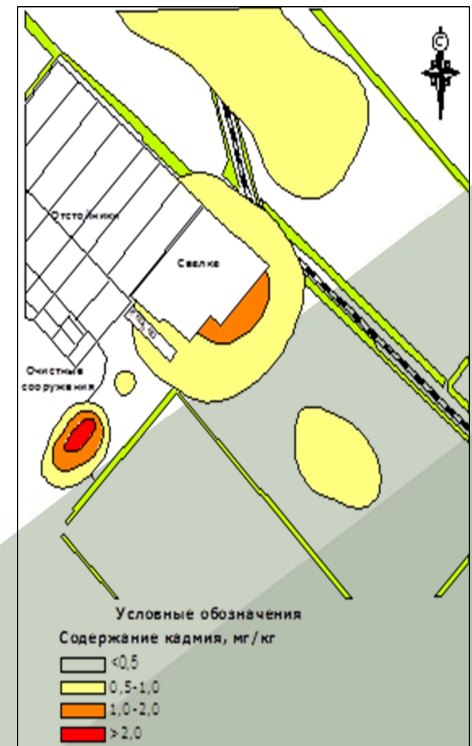 С
Отстойники
Свалка
Очистные
сооружения
Условные обозначения
Содержание кадмия, мг/кг
<0,5
0,5-1,0
1,0-2,0
>2,0